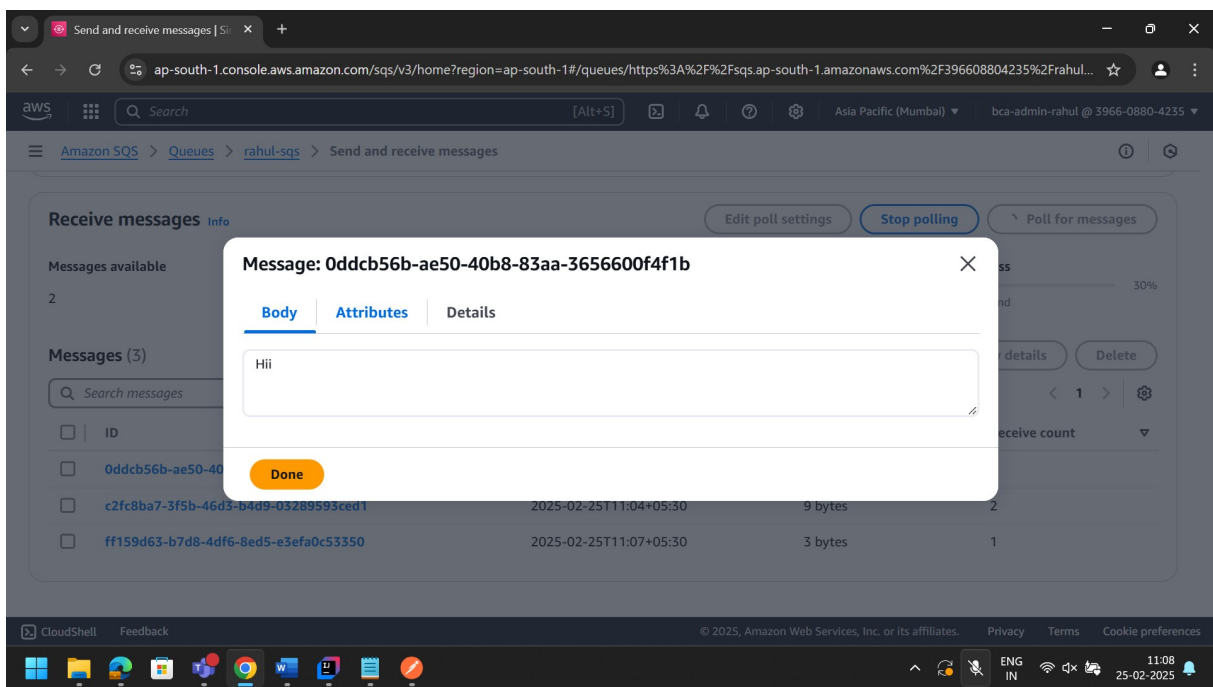 Send and receive messages | Si
ap-south-1.console.aws.amazon.com/sqs/v3/home?region=ap-south-1#/queues/https%3A%2F%2Fsqs.ap-south-1.amazonaws.com%2F396608804235%2Frahul...
aws Search [Alt+S] Asia Pacific (Mumbai) bca-admin-rahul @ 3966-0880-4235
Amazon SQS > Queues > rahul-sqs > Send and receive messages
Receive messages Info Edit poll settings Stop polling Poll for messages
Message: 0ddcb56b-ae50-40b8-83aa-3656600f4f1b
Messages available
2 30%
Body Attributes Details
Messages (3) details Delete
Hii
Search messages 1
ID eceive count
0ddcb56b-ae50-40
Done
c2fc8ba7-3f5b-46d3-b4d9-03289593ced1 2025-02-25T11:04+05:30 9 bytes 2
ff159d63-b7d8-4df6-8ed5-e3efa0c53350 2025-02-25T11:07+05:30 3 bytes 1
CloudShell Feedback © 2025, Amazon Web Services, Inc. or its affiliates. Privacy Terms Cookie preferences
ENG 11:08
IN 25-02-2025